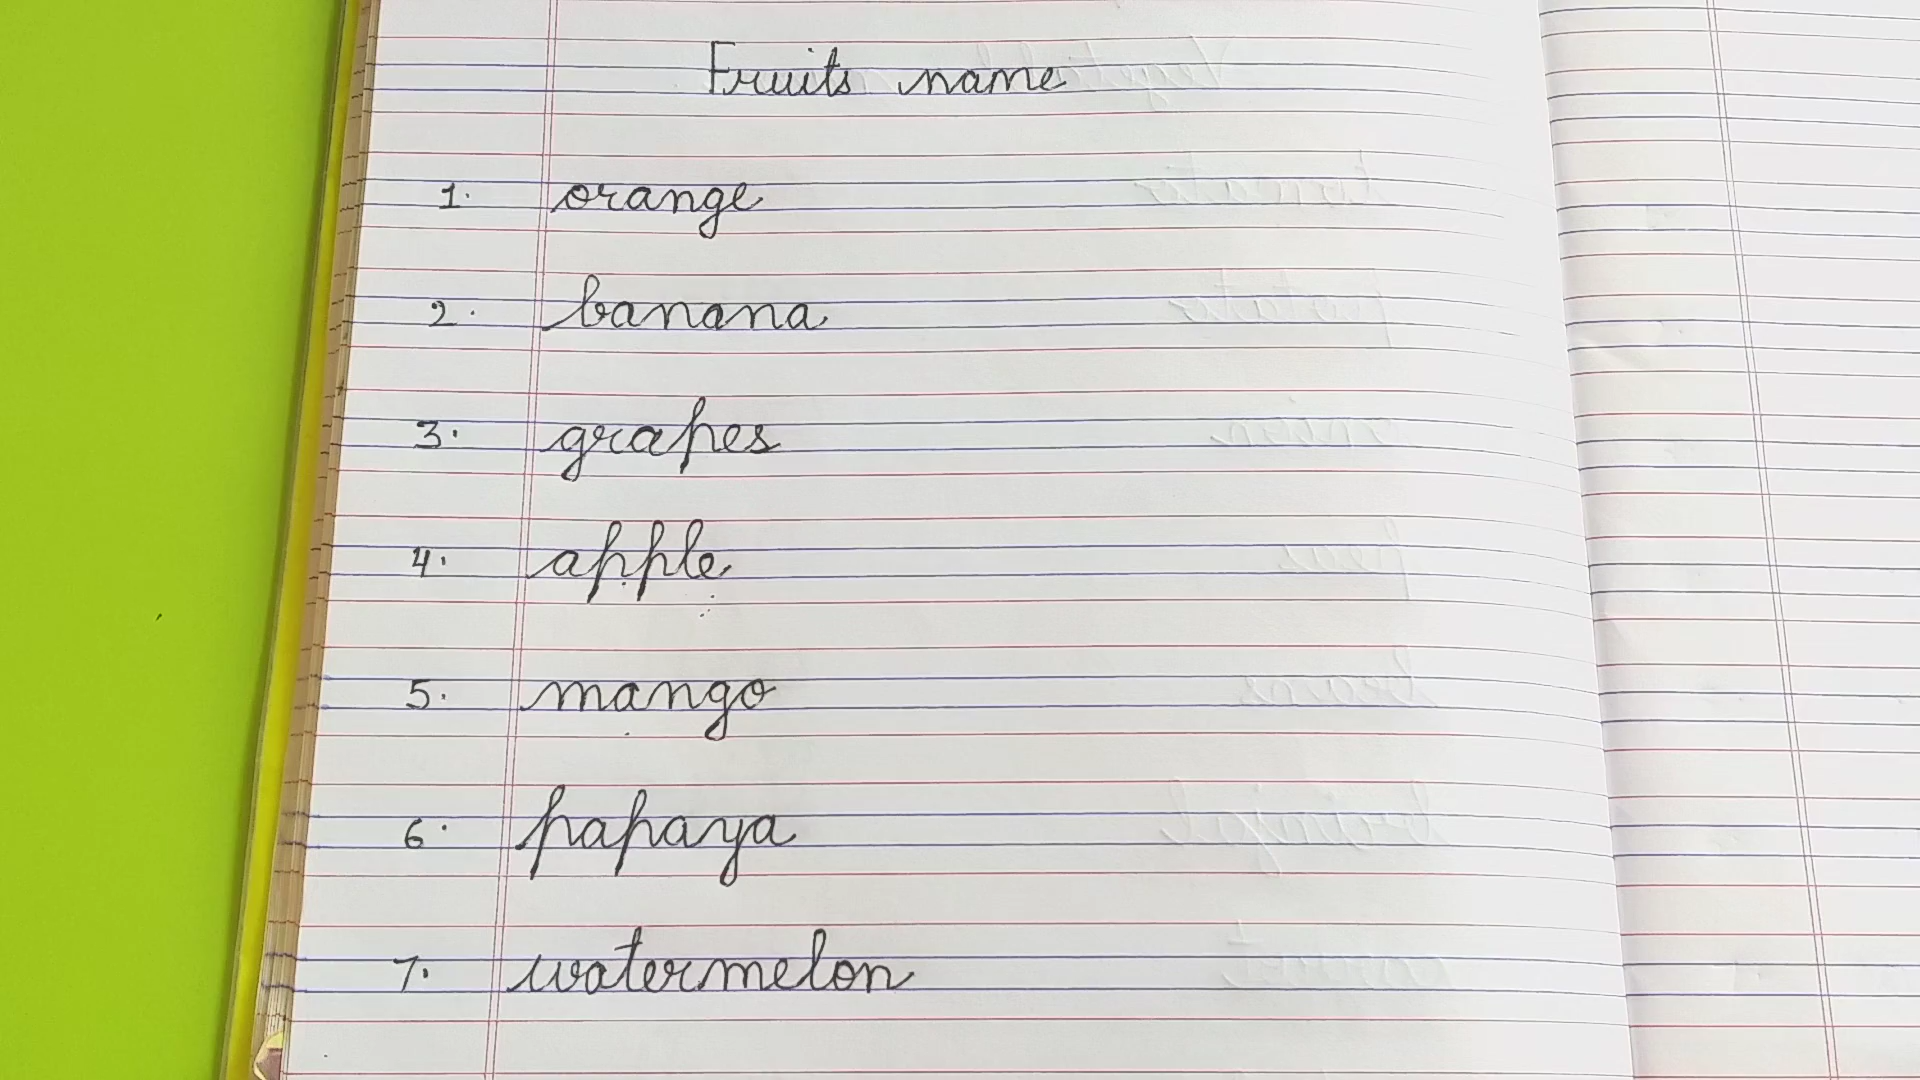 Fruits name
1. orange
2. banana
3. grapes
4. apple
5. mango
6. papaya
7. watermelon